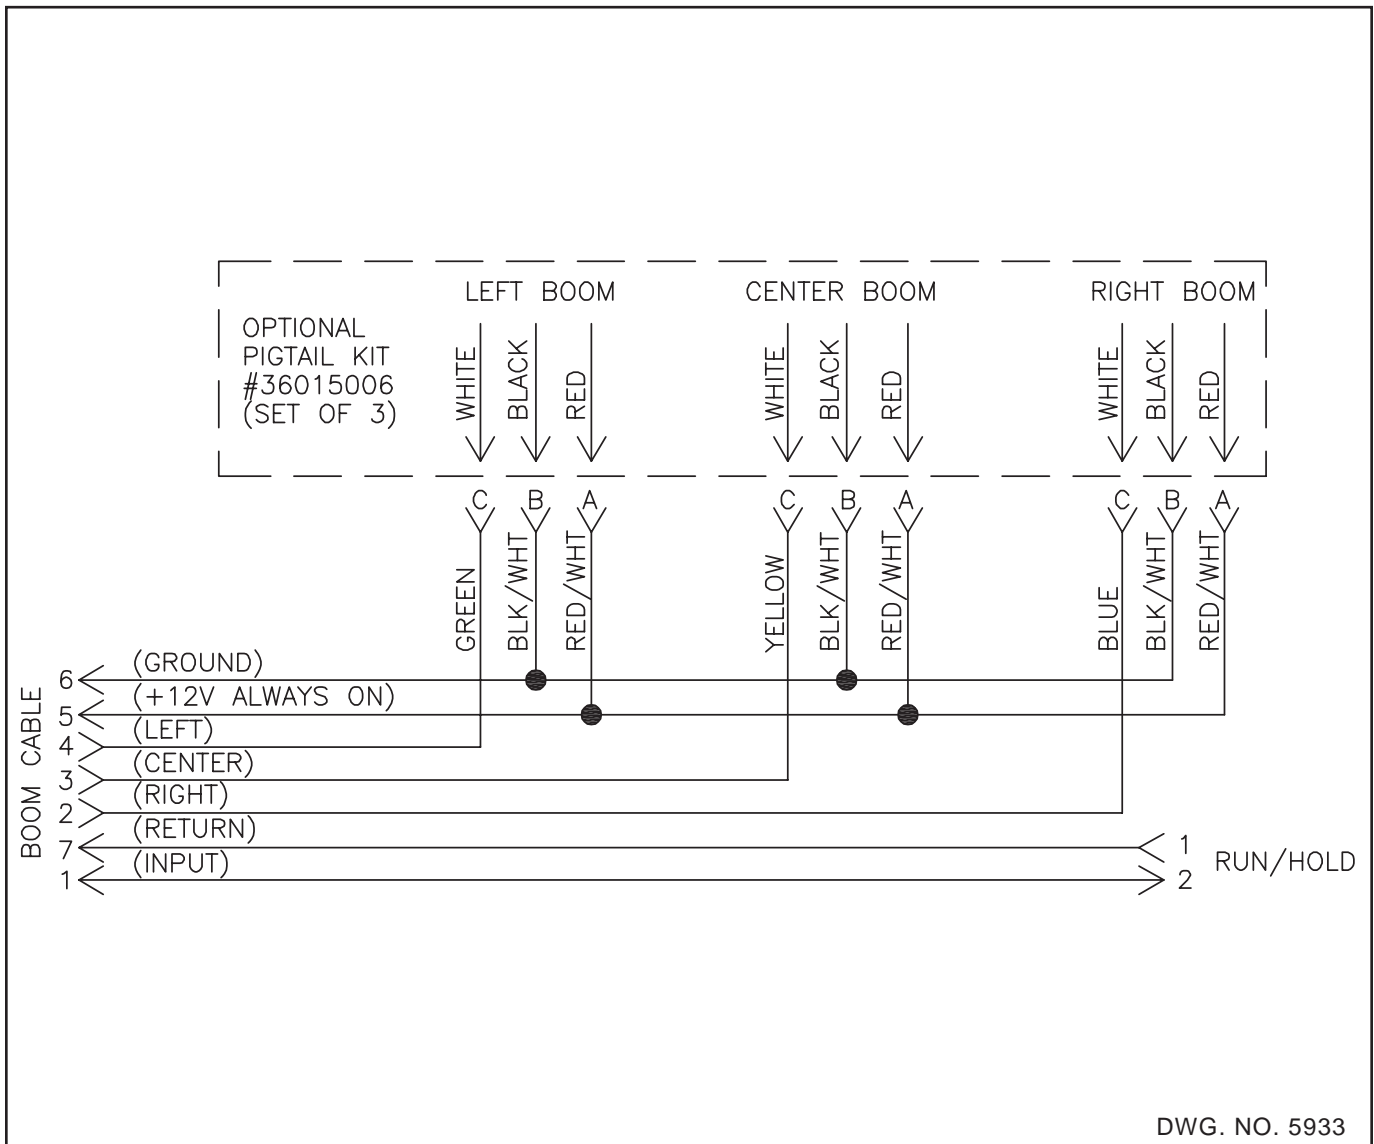 LEFT BOOM
CENTER BOOM
RIGHT BOOM
OPTIONAL
PIGTAIL KIT
#36015006
(SET OF 3)
WHITE
BLACK
RED
WHITE
BLACK
RED
WHITE
BLACK
RED
C B A
C B A
C B A
GREEN
BLK/WHT
RED/WHT
YELLOW
BLK/WHT
RED/WHT
BLUE
BLK/WHT
RED/WHT
BOOM CABLE
6 (GROUND)
5 (+12V ALWAYS ON)
4 (LEFT)
3 (CENTER)
2 (RIGHT)
7 (RETURN) 1
1 (INPUT) 2
RUN/HOLD
DWG. NO. 5933